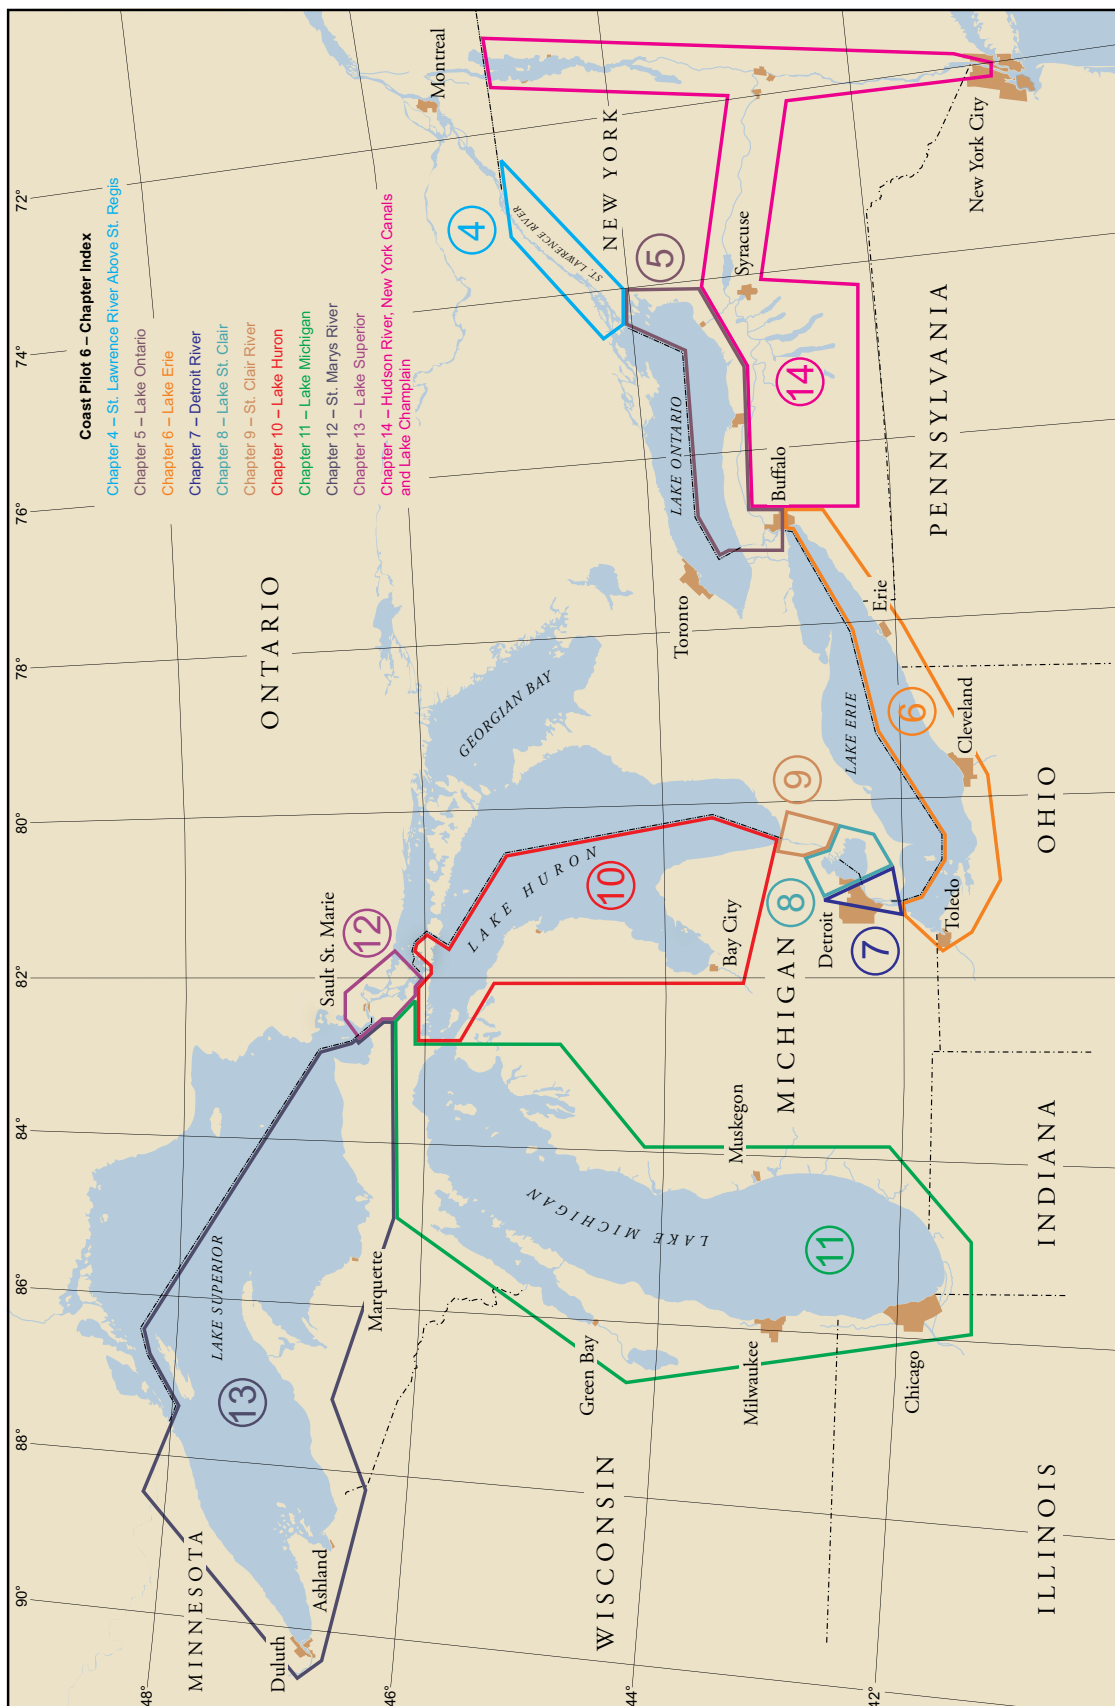 Coast Pilot 6 – Chapter Index
Chapter 4 – St. Lawrence River Above St. Regis
Chapter 5 – Lake Ontario
Chapter 6 – Lake Erie
Chapter 7 – Detroit River
Chapter 8 – Lake St. Clair
Chapter 9 – St. Clair River
Chapter 10 – Lake Huron
Chapter 11 – Lake Michigan
Chapter 12 – St. Marys River
Chapter 13 – Lake Superior
Chapter 14 – Hudson River, New York Canals
and Lake Champlain
90°
88°
86°
84°
82°
80°
78°
76°
74°
72°
48°
46°
44°
42°
MINNESOTA
Duluth
Ashland
LAKE SUPERIOR
13
Marquette
Sault St. Marie
12
ONTARIO
GEORGIAN BAY
LAKE HURON
10
Montreal
4
ST. LAWRENCE RIVER
NEW YORK
5
Syracuse
LAKE ONTARIO
Toronto
Buffalo
14
New York City
WISCONSIN
Green Bay
Milwaukee
Chicago
LAKE MICHIGAN
11
Muskegon
MICHIGAN
Bay City
Detroit
7
8
9
Toledo
LAKE ERIE
6
Cleveland
Erie
PENNSYLVANIA
ILLINOIS
INDIANA
OHIO